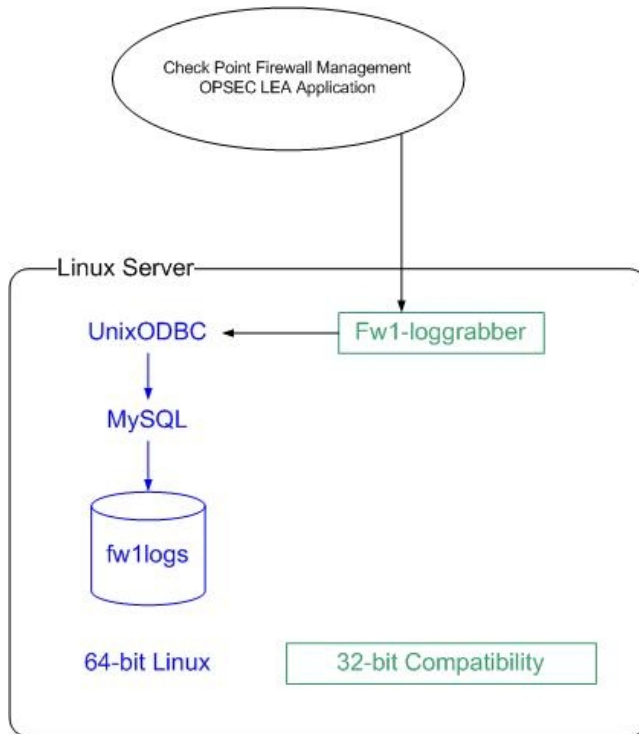 Check Point Firewall Management
OPSEC LEA Application
Linux Server
UnixODBC
Fw1-loggrabber
MySQL
fw1logs
64-bit Linux
32-bit Compatibility